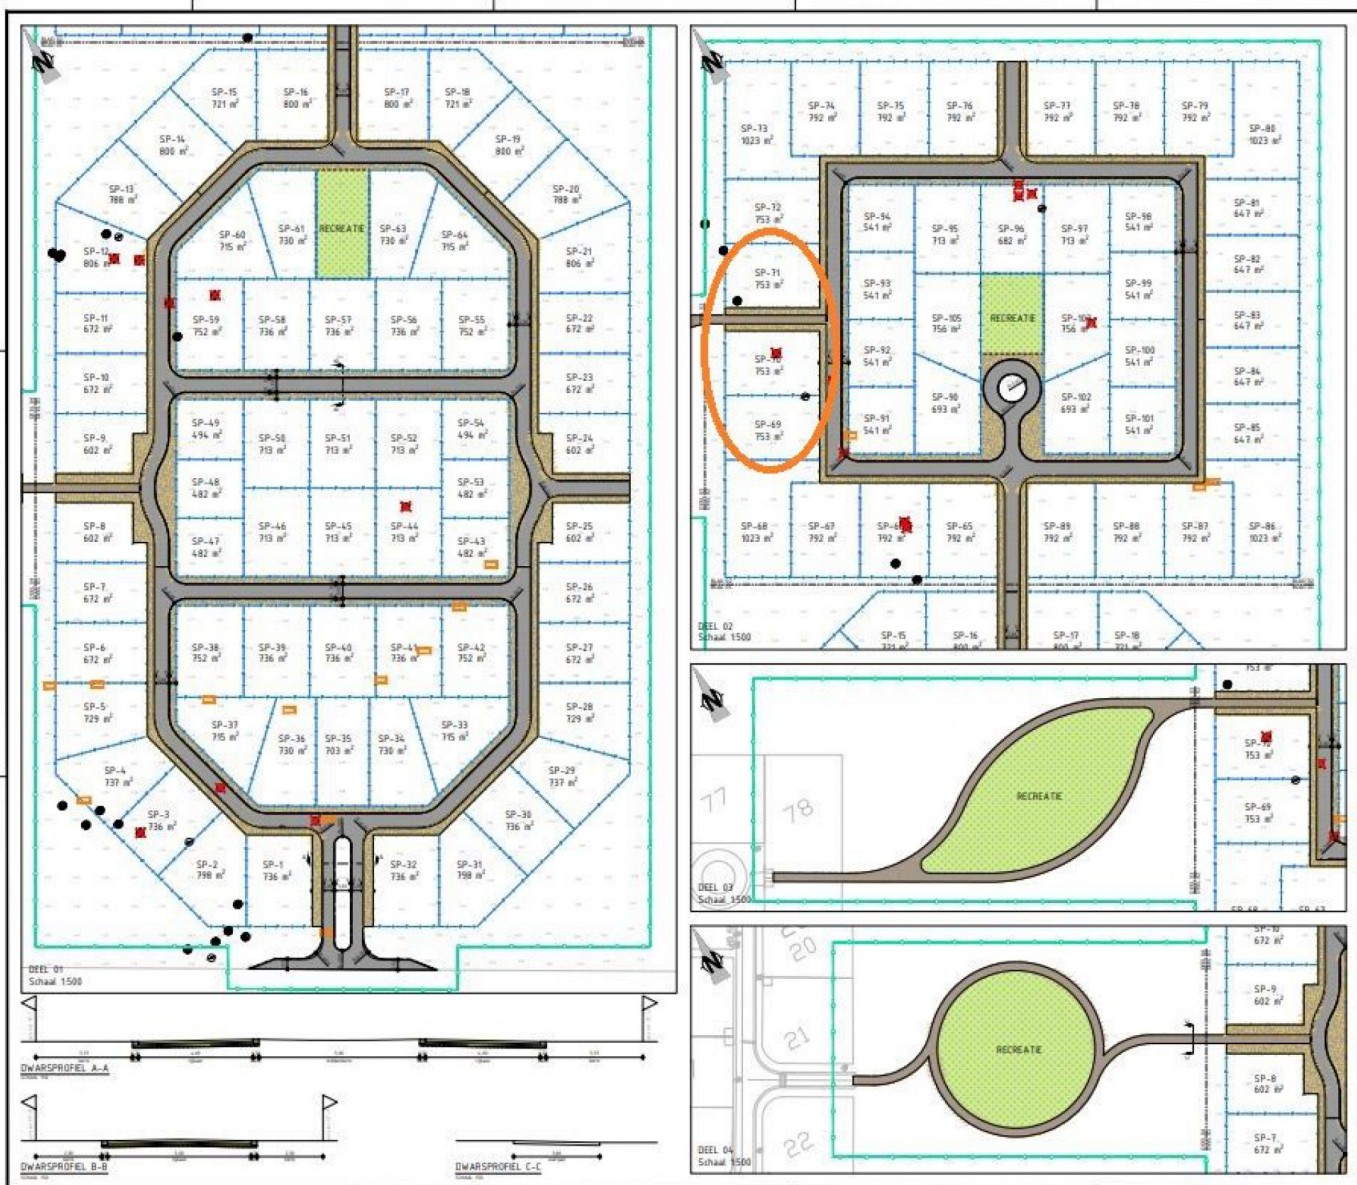 N
SP-15
721 m²
SP-16
800 m²
SP-17
800 m²
SP-18
721 m²
SP-14
800 m²
SP-19
800 m²
SP-13
788 m²
SP-20
788 m²
SP-60
715 m²
SP-61
730 m²
RECREATIE
SP-63
730 m²
SP-64
715 m²
SP-12
806 m²
SP-21
806 m²
SP-11
672 m²
SP-59
752 m²
SP-58
736 m²
SP-57
736 m²
SP-56
736 m²
SP-55
752 m²
SP-22
672 m²
SP-10
672 m²
SP-23
672 m²
SP-9
602 m²
SP-49
494 m²
SP-50
713 m²
SP-51
713 m²
SP-52
713 m²
SP-54
494 m²
SP-24
602 m²
SP-48
482 m²
SP-53
482 m²
SP-8
602 m²
SP-47
482 m²
SP-46
713 m²
SP-45
713 m²
SP-44
713 m²
SP-43
482 m²
SP-25
602 m²
SP-7
672 m²
SP-26
672 m²
SP-6
672 m²
SP-38
752 m²
SP-39
736 m²
SP-40
736 m²
SP-41
736 m²
SP-42
752 m²
SP-27
672 m²
SP-5
729 m²
SP-37
715 m²
SP-36
730 m²
SP-35
703 m²
SP-34
730 m²
SP-33
715 m²
SP-28
729 m²
SP-4
737 m²
SP-29
737 m²
SP-3
736 m²
SP-30
736 m²
SP-2
798 m²
SP-1
736 m²
SP-32
736 m²
SP-31
798 m²
DEEL 01
Schaal 1:500
DWARSPROFIEL A-A
DWARSPROFIEL B-B
DWARSPROFIEL C-C
N
SP-73
1023 m²
SP-74
792 m²
SP-75
792 m²
SP-76
792 m²
SP-77
792 m²
SP-78
792 m²
SP-79
792 m²
SP-80
1023 m²
SP-72
753 m²
SP-94
541 m²
SP-95
713 m²
SP-96
682 m²
SP-97
713 m²
SP-98
541 m²
SP-81
647 m²
SP-71
753 m²
SP-93
541 m²
SP-99
541 m²
SP-82
647 m²
SP-105
756 m²
RECREATIE
756 m²
SP-83
647 m²
753 m²
SP-92
541 m²
SP-100
541 m²
SP-84
647 m²
SP-69
753 m²
SP-91
541 m²
SP-90
693 m²
SP-102
693 m²
SP-101
541 m²
SP-85
647 m²
SP-68
1023 m²
SP-67
792 m²
792 m²
SP-65
792 m²
SP-89
792 m²
SP-88
792 m²
SP-87
792 m²
SP-86
1023 m²
DEEL 02
Schaal 1:500
SP-15
721 m²
SP-16
800 m²
SP-17
800 m²
SP-18
721 m²
N
753 m²
77
78
RECREATIE
753 m²
SP-69
753 m²
DEEL 03
Schaal 1:500
N
20
21
22
RECREATIE
SP-10
672 m²
SP-9
602 m²
SP-8
602 m²
SP-7
672 m²
DEEL 04
Schaal 1:500